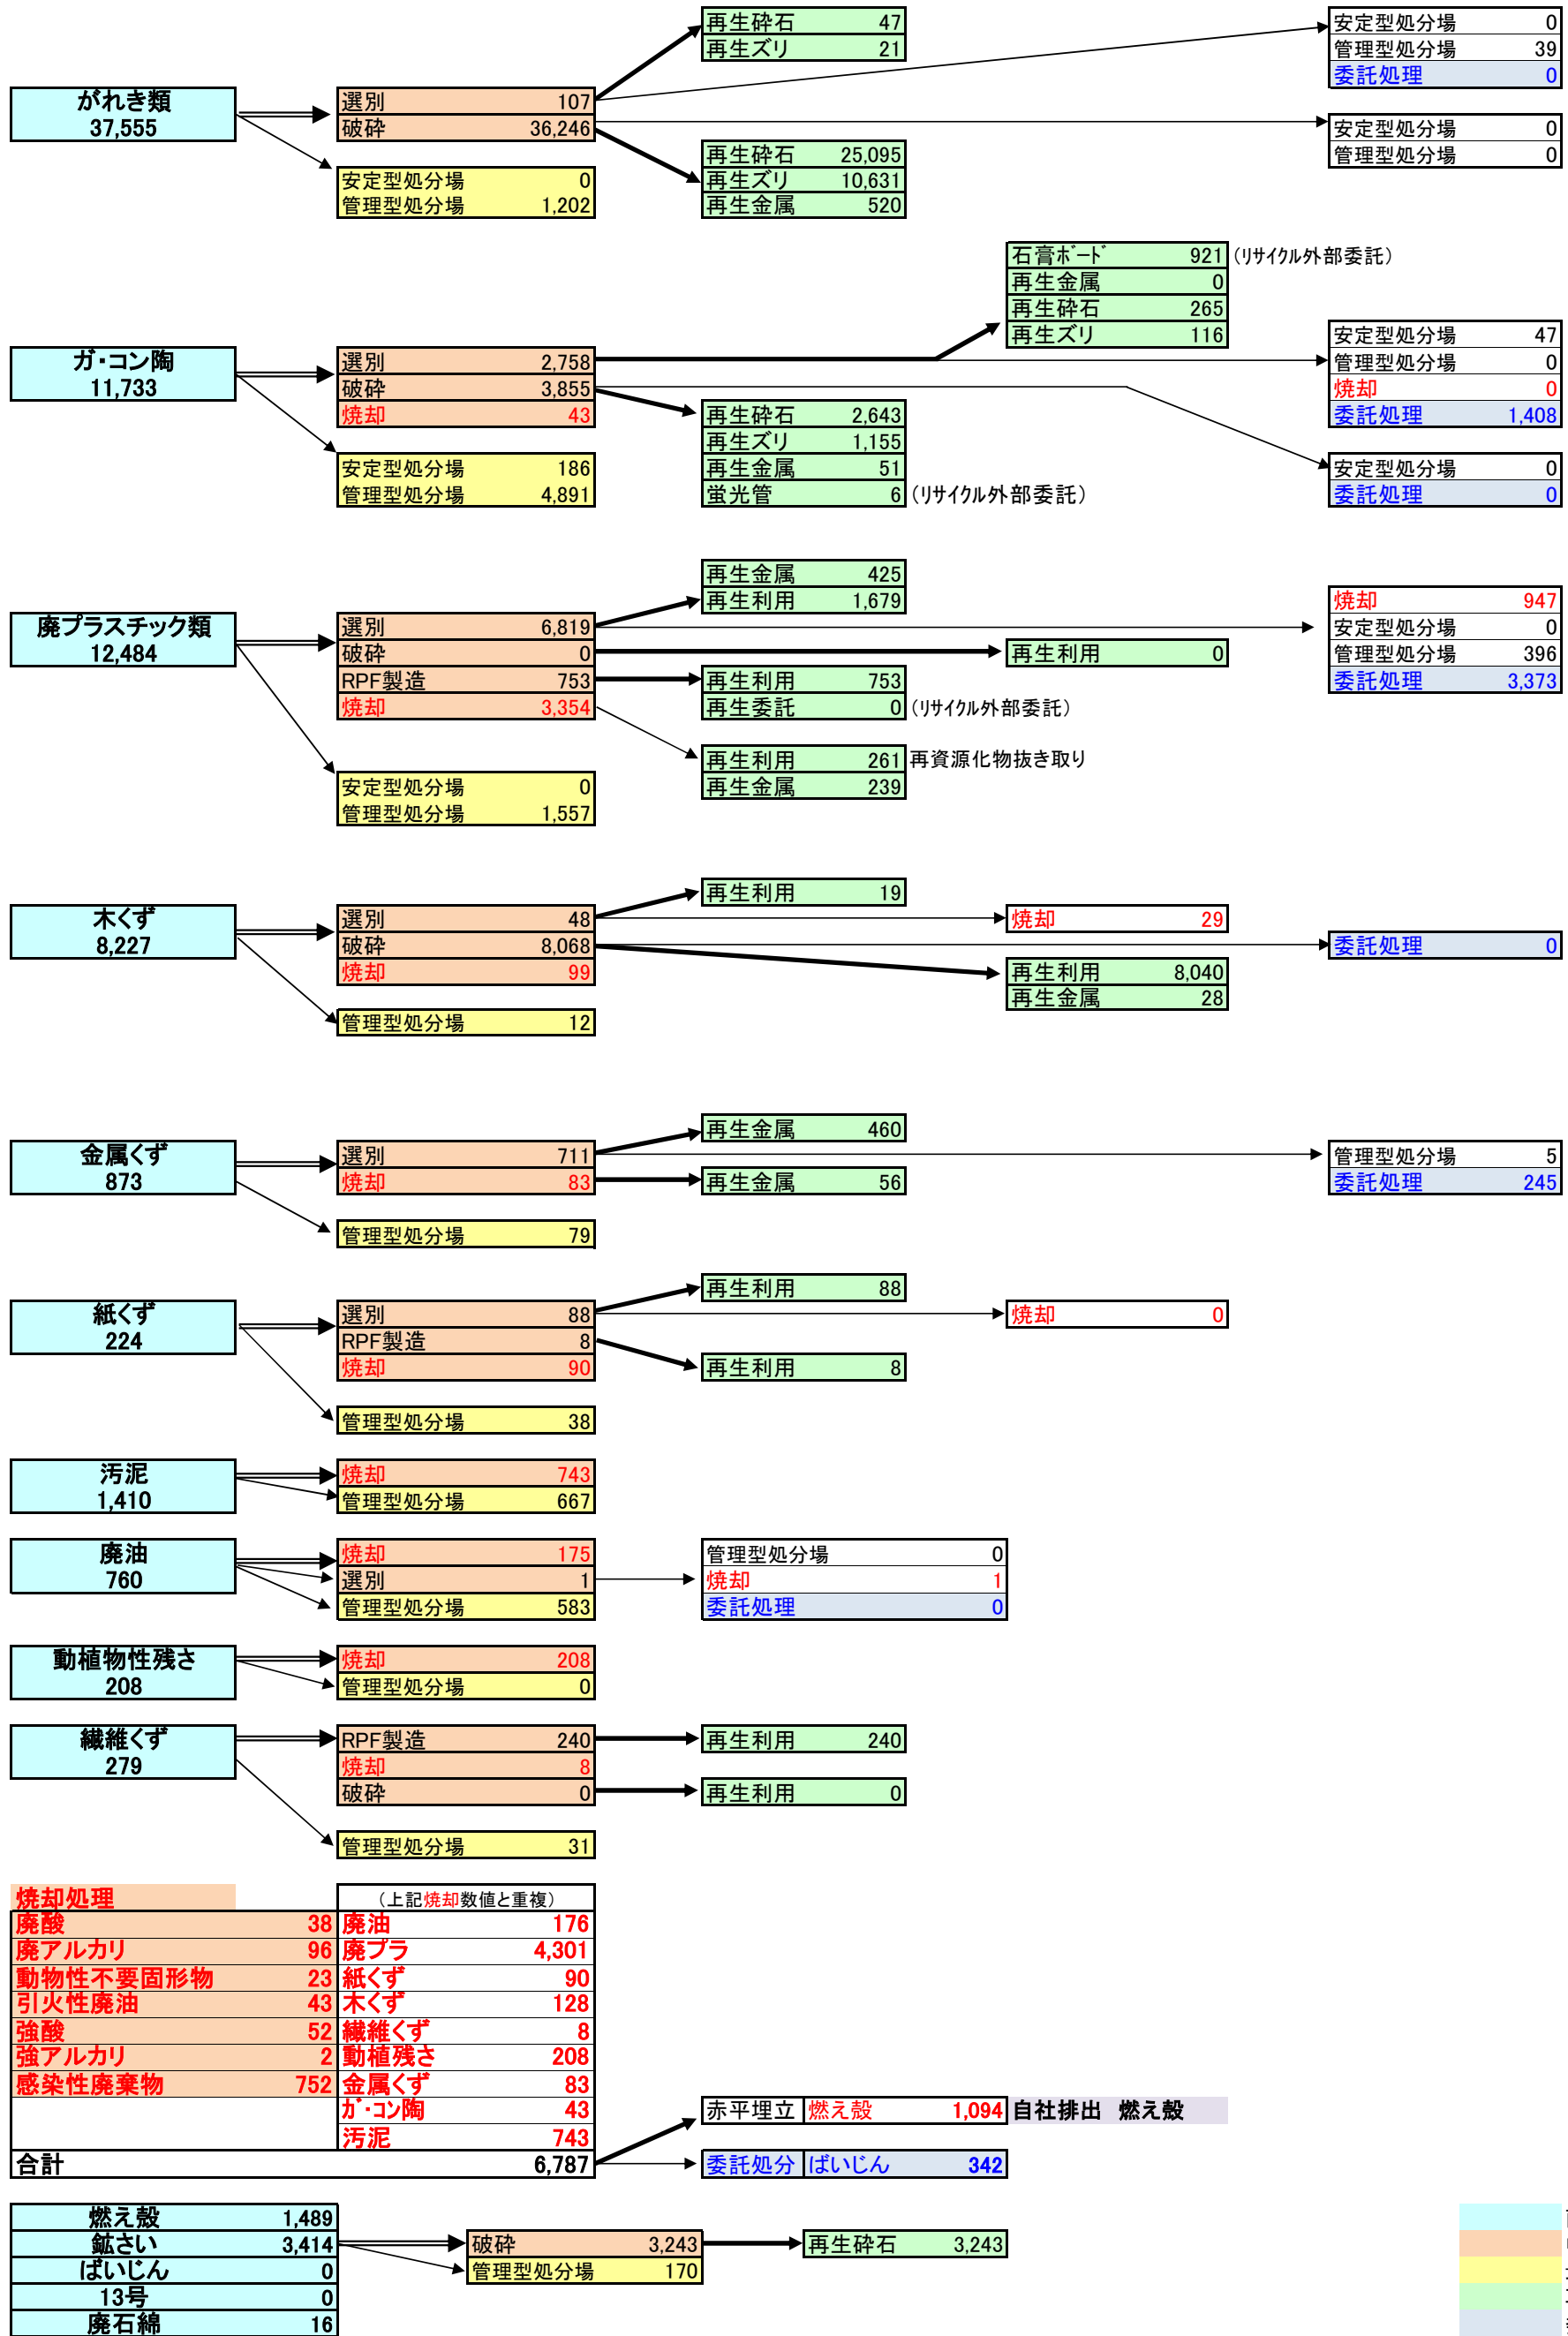 がれき類
37,555
選別 107
破砕 36,246
安定型処分場 0
管理型処分場 1,202
再生砕石 47
再生ズリ 21
再生砕石 25,095
再生ズリ 10,631
再生金属 520
安定型処分場 0
管理型処分場 39
委託処理 0
安定型処分場 0
管理型処分場 0
ガ・コン陶
11,733
選別 2,758
破砕 3,855
焼却 43
安定型処分場 186
管理型処分場 4,891
石膏ボード 921 (リサイクル外部委託)
再生金属 0
再生砕石 265
再生ズリ 116
再生砕石 2,643
再生ズリ 1,155
再生金属 51
蛍光管 6 (リサイクル外部委託)
安定型処分場 47
管理型処分場 0
焼却 0
委託処理 1,408
安定型処分場 0
委託処理 0
廃プラスチック類
12,484
選別 6,819
破砕 0
RPF製造 753
焼却 3,354
安定型処分場 0
管理型処分場 1,557
再生金属 425
再生利用 1,679
再生利用 0
再生利用 753
再生委託 0 (リサイクル外部委託)
再生利用 261 再資源化物抜き取り
再生金属 239
焼却 947
安定型処分場 0
管理型処分場 396
委託処理 3,373
木くず
8,227
選別 48
破砕 8,068
焼却 99
管理型処分場 12
再生利用 19
焼却 29
再生利用 8,040
再生金属 28
委託処理 0
金属くず
873
選別 711
焼却 83
管理型処分場 79
再生金属 460
再生金属 56
管理型処分場 5
委託処理 245
紙くず
224
選別 88
RPF製造 8
焼却 90
管理型処分場 38
再生利用 88
焼却 0
再生利用 8
汚泥
1,410
焼却 743
管理型処分場 667
廃油
760
焼却 175
選別 1
管理型処分場 583
管理型処分場 0
焼却 1
委託処理 0
動植物性残さ
208
焼却 208
管理型処分場 0
繊維くず
279
RPF製造 240
焼却 8
破砕 0
管理型処分場 31
再生利用 240
再生利用 0
焼却処理 (上記焼却数値と重複)
廃酸 38 廃油 176
廃アルカリ 96 廃プラ 4,301
動物性不要固形物 23 紙くず 90
引火性廃油 43 木くず 128
強酸 52 繊維くず 8
強アルカリ 2 動植残さ 208
感染性廃棄物 752 金属くず 83
ガ・コン陶 43
汚泥 743
合計 6,787
赤平埋立 燃え殻 1,094 自社排出 燃え殻
委託処分 ばいじん 342
燃え殻 1,489
鉱さい 3,414
ばいじん 0
13号 0
廃石綿 16
破砕 3,243
管理型処分場 170
再生砕石 3,243